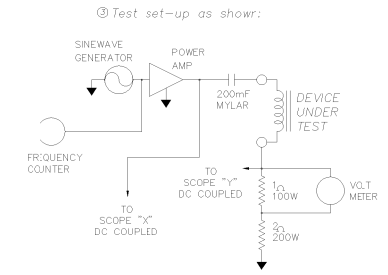 ③ Test set-up as showr:
SINEWAVE
GENERATOR
POWER
AMP
200mF
MYLAR
DEVICE
UNDER
TEST
FREQUENCY
COUNTER
TO
SCOPE "X"
DC COUPLED
TO
SCOPE "Y"
DC COUPLED
1Ω
100W
VOLT
METER
2Ω
200W